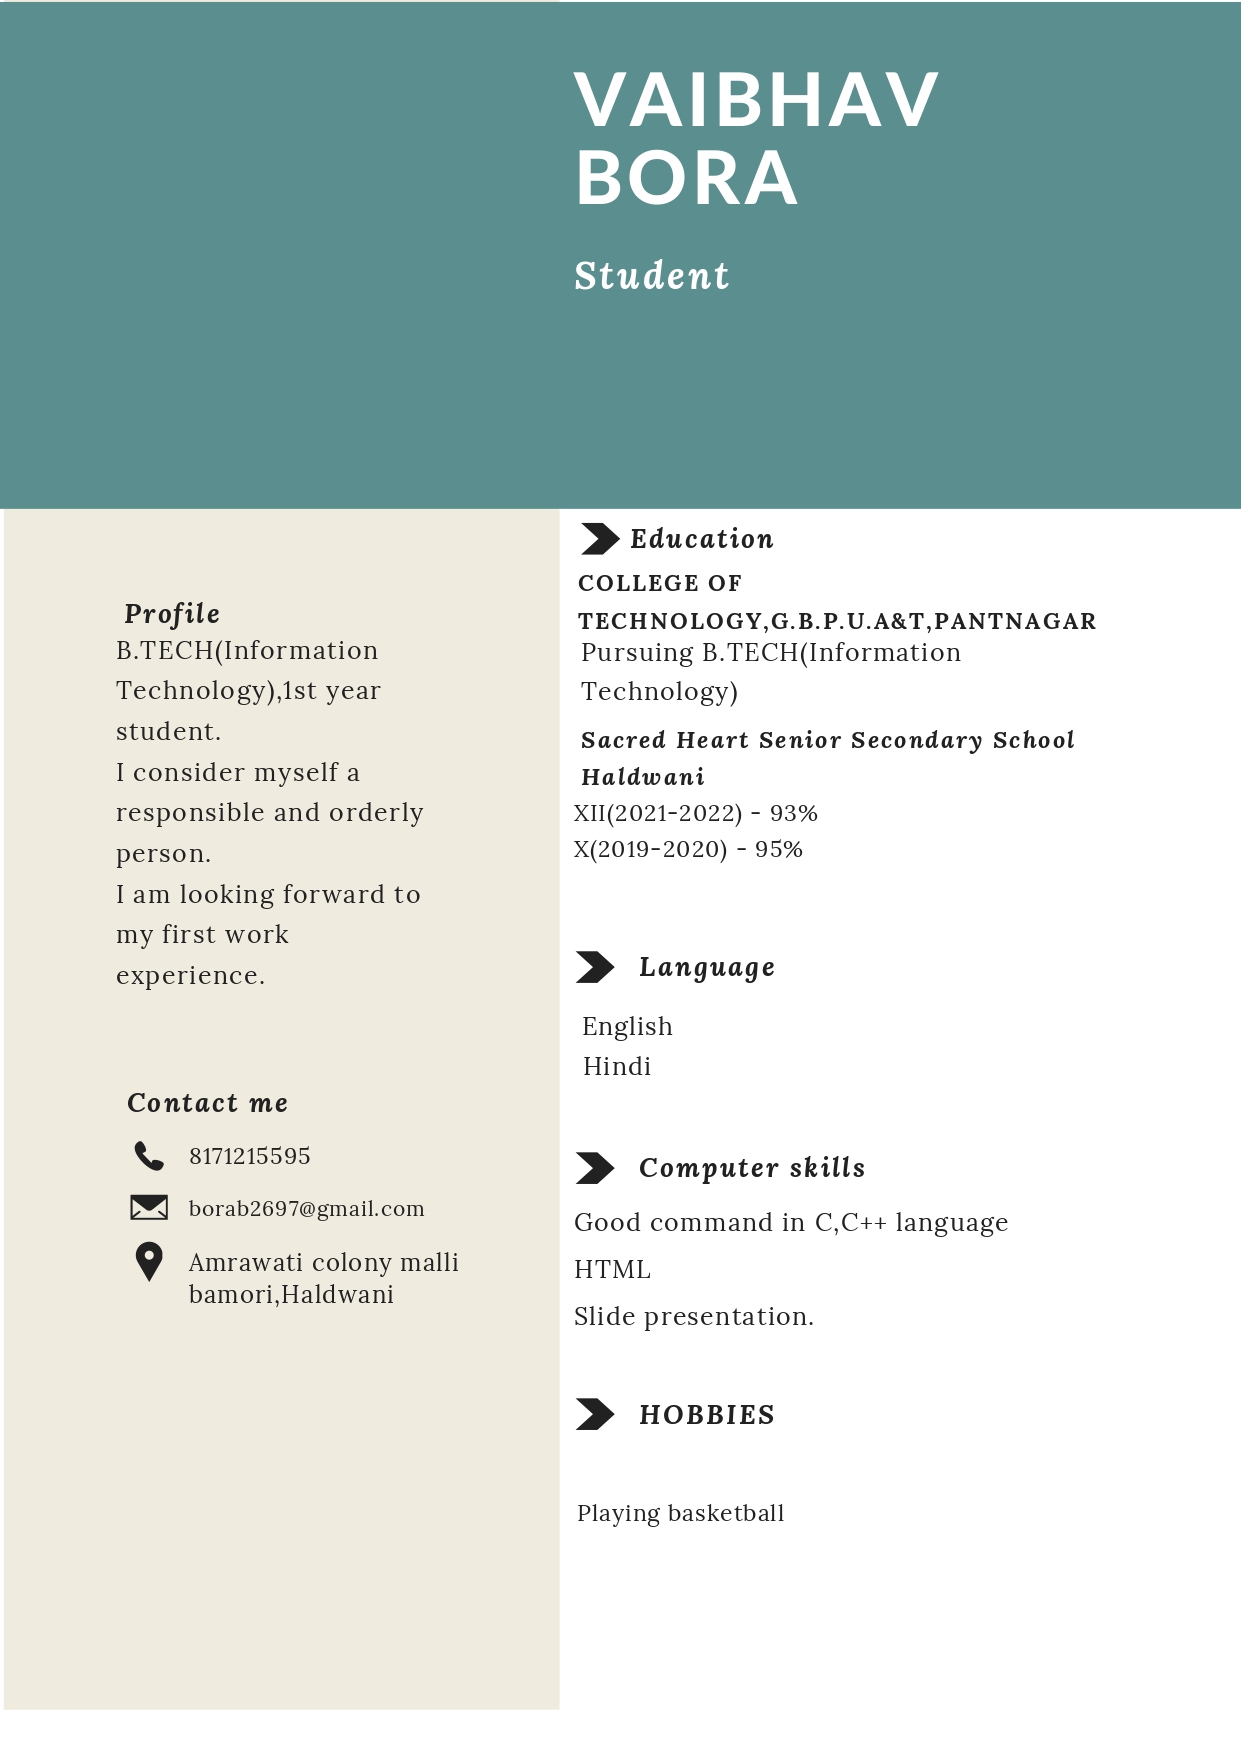 VAIBHAV
BORA
Student
Profile
B.TECH(Information
Technology),1st year
student.
I consider myself a
responsible and orderly
person.
I am looking forward to
my first work
experience.
Contact me
8171215595
borab2697@gmail.com
Amrawati colony malli
bamori,Haldwani
Education
COLLEGE OF
TECHNOLOGY,G.B.P.U.A&T,PANTNAGAR
Pursuing B.TECH(Information
Technology)
Sacred Heart Senior Secondary School
Haldwani
XII(2021-2022) - 93%
X(2019-2020) - 95%
Language
English
Hindi
Computer skills
Good command in C,C++ language
HTML
Slide presentation.
HOBBIES
Playing basketball